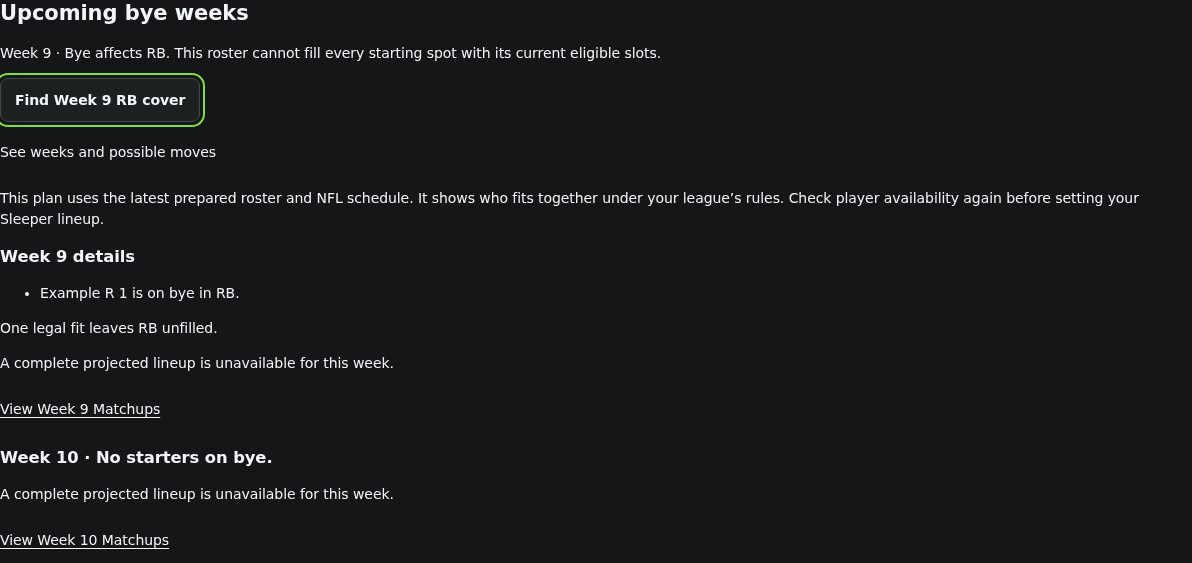 Upcoming bye weeks
Week 9 · Bye affects RB. This roster cannot fill every starting spot with its current eligible slots.
Find Week 9 RB cover
See weeks and possible moves
This plan uses the latest prepared roster and NFL schedule. It shows who fits together under your league’s rules. Check player availability again before setting your
Sleeper lineup.
Week 9 details
• Example R 1 is on bye in RB.
One legal fit leaves RB unfilled.
A complete projected lineup is unavailable for this week.
View Week 9 Matchups
Week 10 · No starters on bye.
A complete projected lineup is unavailable for this week.
View Week 10 Matchups